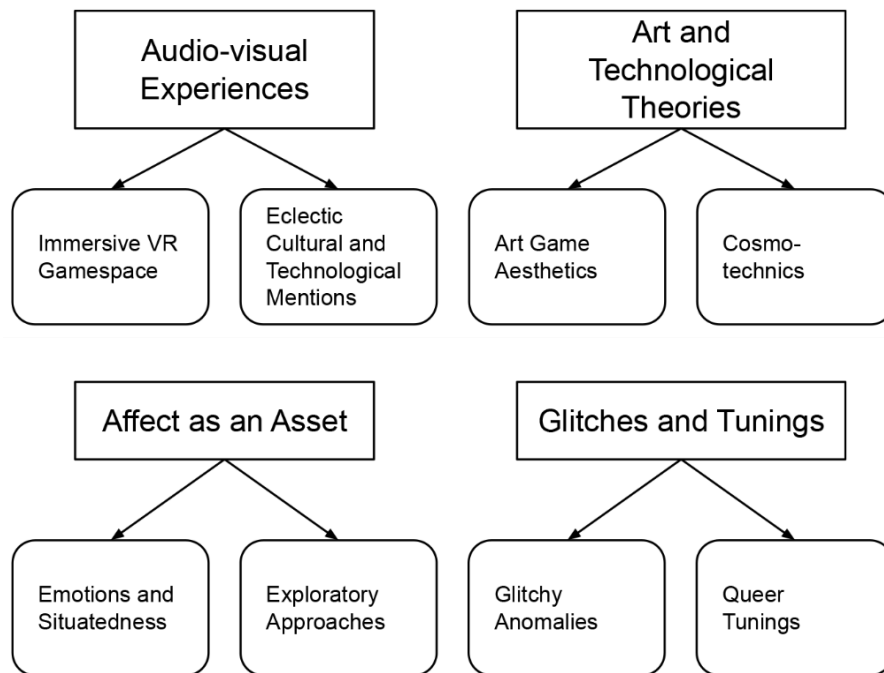 Audio-visual
Experiences
Art and
Technological
Theories
Immersive VR
Gamespace
Eclectic
Cultural and
Technological
Mentions
Art Game
Aesthetics
Cosmo-
technics
Affect as an Asset
Glitches and Tunings
Emotions and
Situatedness
Exploratory
Approaches
Glitchy
Anomalies
Queer
Tunings